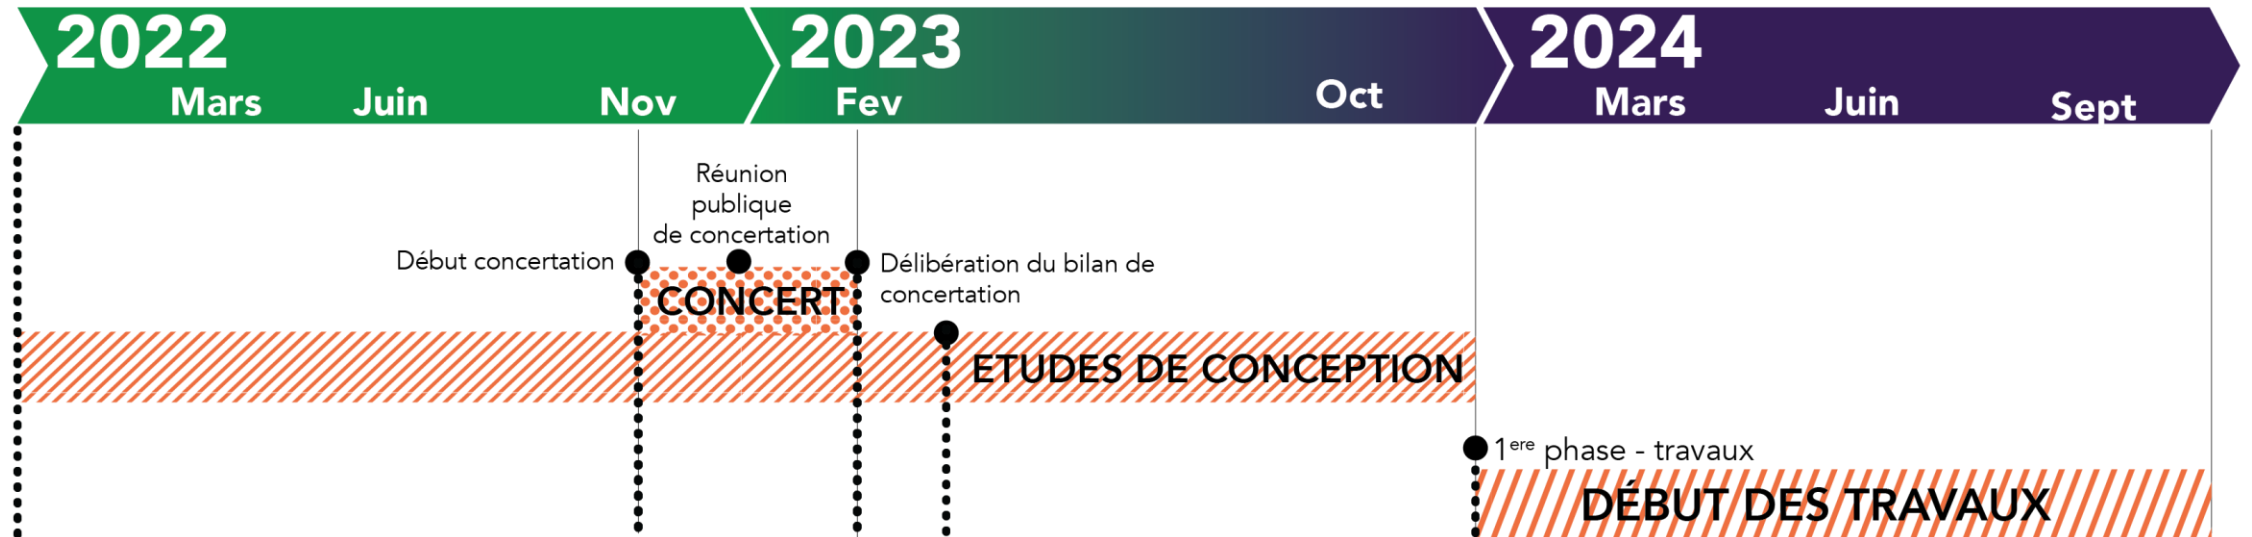 2022 2023 2024
Mars Juin Nov Fev Oct Mars Juin Sept
Réunion
publique
de concertation
Début concertation
Délibération du bilan de
concertation
CONCERT
ETUDES DE CONCEPTION
1ere phase - travaux
DÉBUT DES TRAVAUX